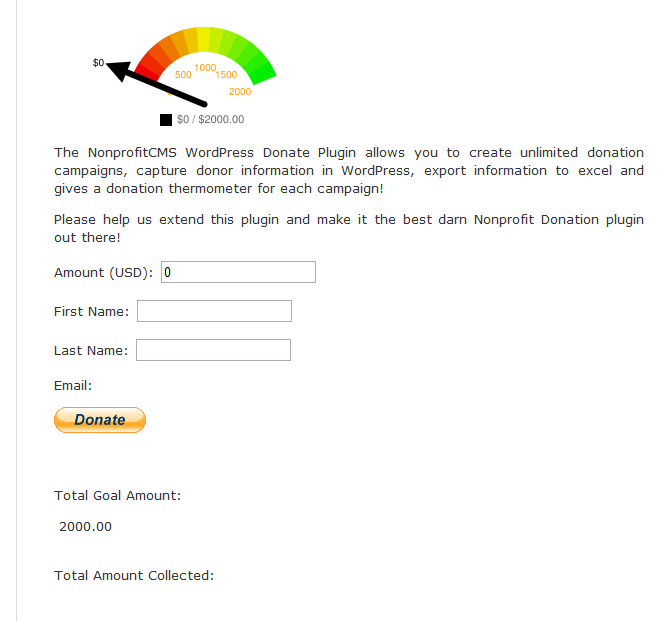 $0
500
1000
1500
2000
$0 / $2000.00
The NonprofitCMS WordPress Donate Plugin allows you to create unlimited donation
campaigns, capture donor information in WordPress, export information to excel and
gives a donation thermometer for each campaign!
Please help us extend this plugin and make it the best darn Nonprofit Donation plugin
out there!
Amount (USD): 0
First Name:
Last Name:
Email:
Donate
Total Goal Amount:
2000.00
Total Amount Collected: